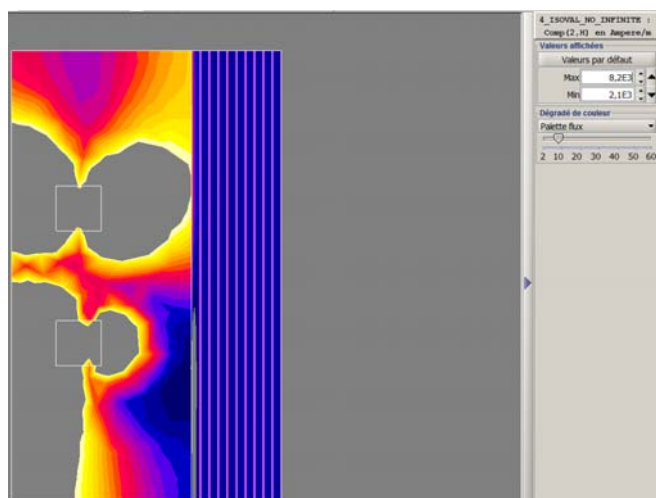 4_ISOVAL_NO_INFINITE :
Comp(2,H) en Ampere/m
Valeurs affichées
Valeurs par défaut
Max 8,2E3
Min 2,1E3
Dégradé de couleur
Palette flux
2 10 20 30 40 50 60